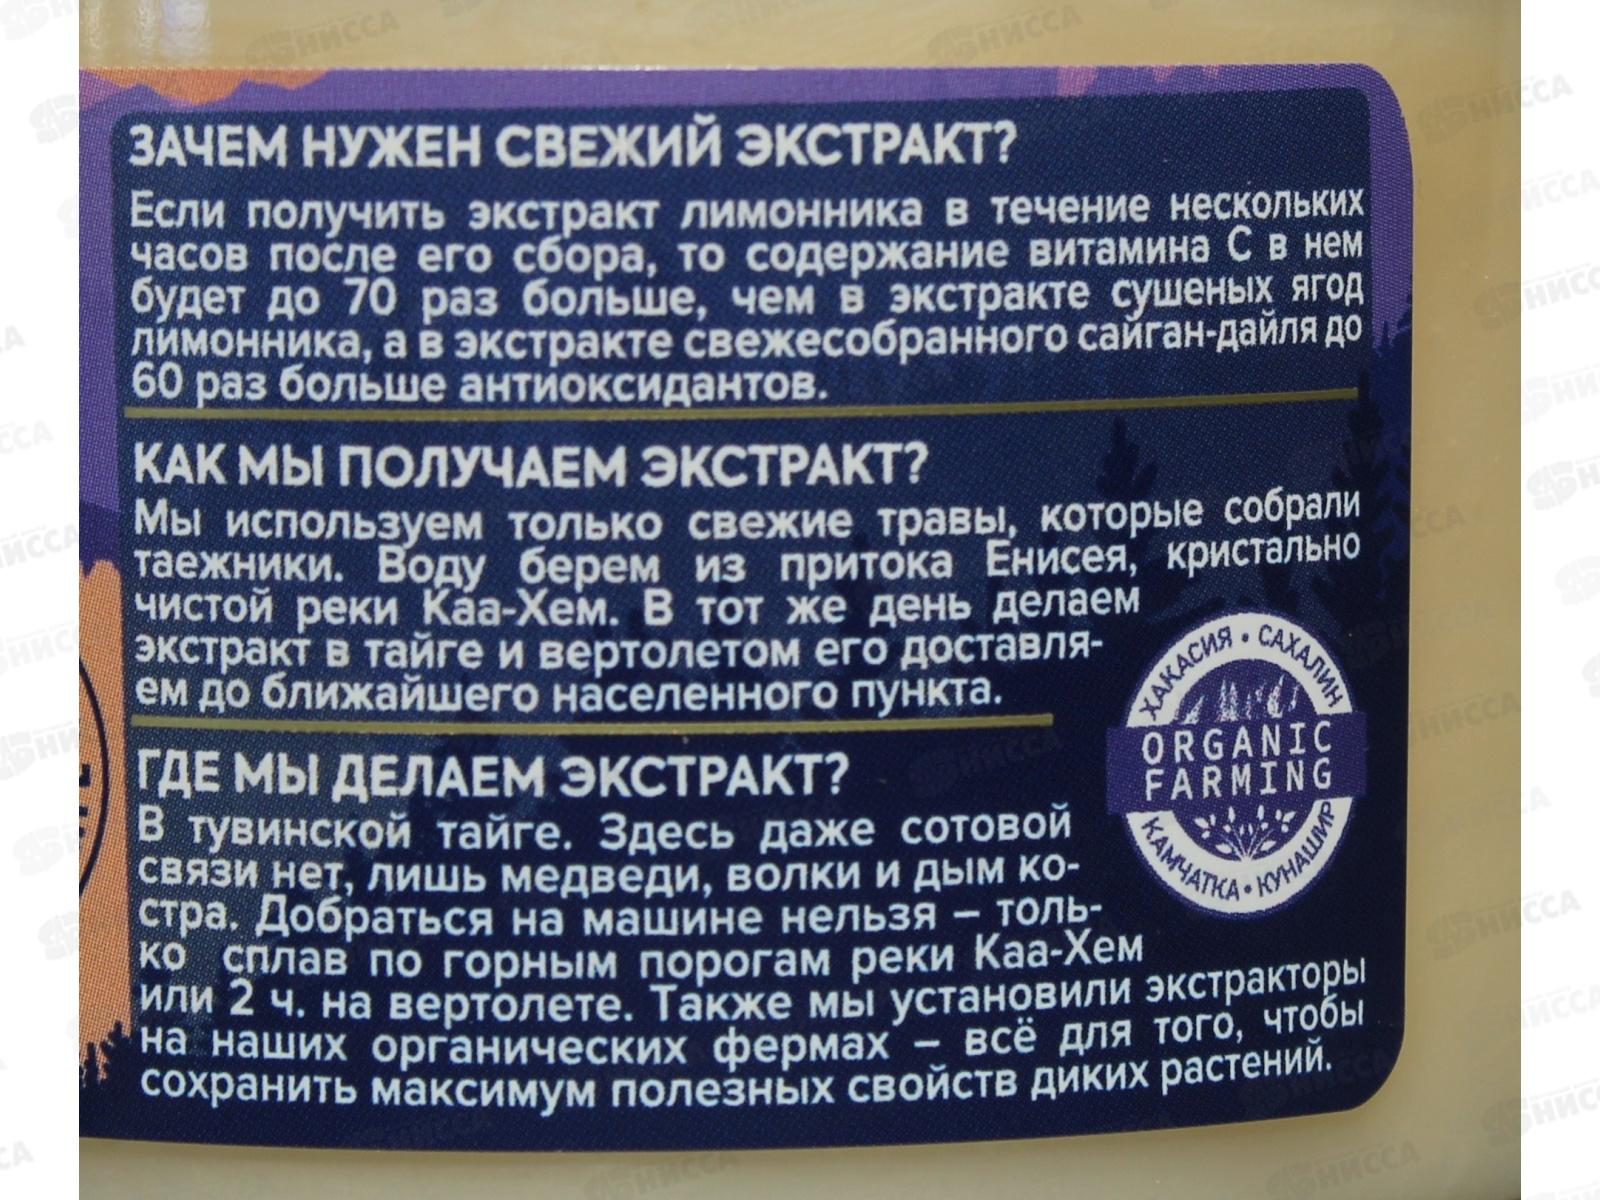 ЗАЧЕМ НУЖЕН СВЕЖИЙ ЭКСТРАКТ?
Если получить экстракт лимонника в течение нескольких
часов после его сбора, то содержание витамина С в нем
будет до 70 раз больше, чем в экстракте сушеных ягод
лимонника, а в экстракте свежесобранного сайган-дайля до
60 раз больше антиоксидантов.
КАК МЫ ПОЛУЧАЕМ ЭКСТРАКТ?
Мы используем только свежие травы, которые собрали
таежники. Воду берем из притока Енисея, кристально
чистой реки Каа-Хем. В тот же день делаем
экстракт в тайге и вертолетом его доставля-
ем до ближайшего населенного пункта.
ГДЕ МЫ ДЕЛАЕМ ЭКСТРАКТ?
В тувинской тайге. Здесь даже сотовой
связи нет, лишь медведи, волки и дым ко-
стра. Добраться на машине нельзя – толь-
ко сплав по горным порогам реки Каа-Хем
или 2 ч. на вертолете. Также мы установили экстракторы
на наших органических фермах – всё для того, чтобы
сохранить максимум полезных свойств диких растений.
ХАКАСИЯ • САХАЛИН
ORGANIC
FARMING
КАМЧАТКА • КУНАШИР
НИССА